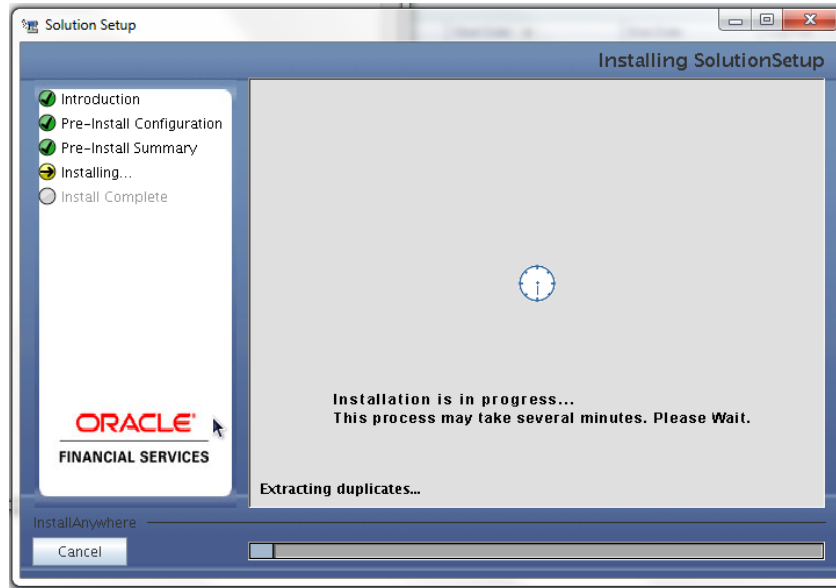 Solution Setup
Installing SolutionSetup
Introduction
Pre-Install Configuration
Pre-Install Summary
Installing...
Install Complete
Installation is in progress...
This process may take several minutes. Please Wait.
ORACLE
FINANCIAL SERVICES
Extracting duplicates...
InstallAnywhere
Cancel